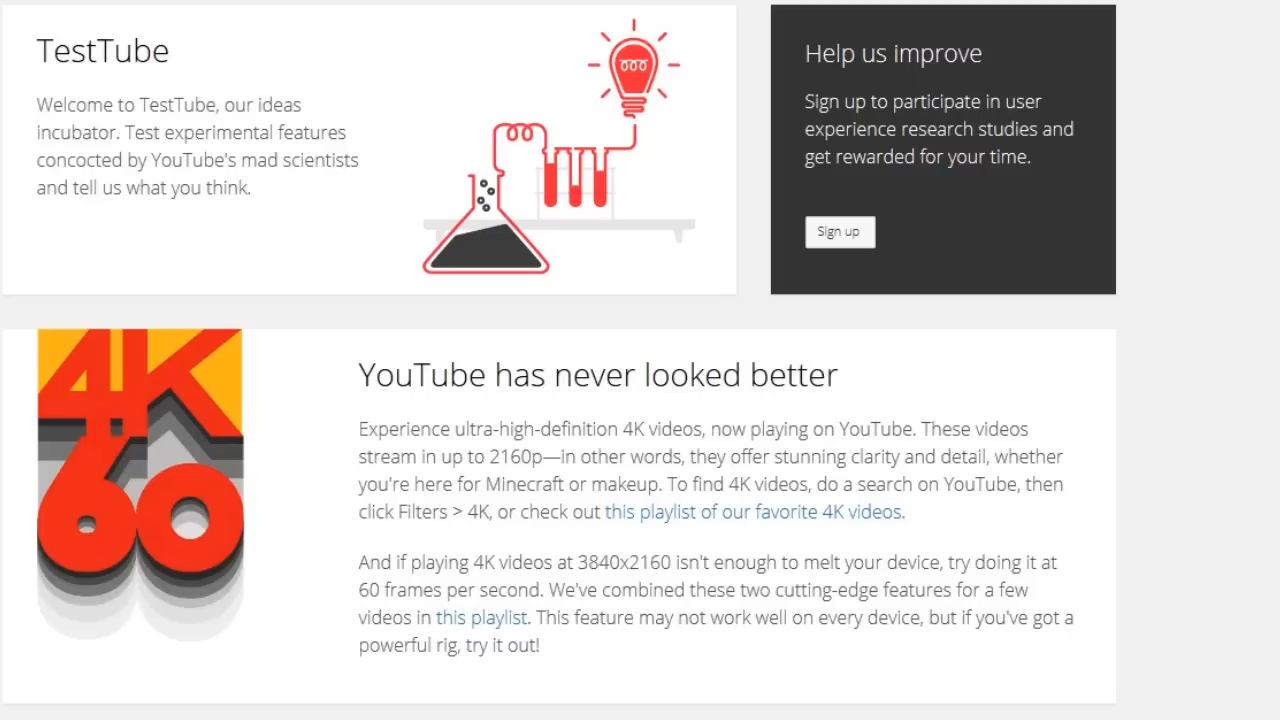 TestTube
Welcome to TestTube, our ideas
incubator. Test experimental features
concocted by YouTube's mad scientists
and tell us what you think.
Help us improve
Sign up to participate in user
experience research studies and
get rewarded for your time.
Sign up
4K
60
YouTube has never looked better
Experience ultra-high-definition 4K videos, now playing on YouTube. These videos
stream in up to 2160p—in other words, they offer stunning clarity and detail, whether
you're here for Minecraft or makeup. To find 4K videos, do a search on YouTube, then
click Filters > 4K, or check out this playlist of our favorite 4K videos.
And if playing 4K videos at 3840x2160 isn't enough to melt your device, try doing it at
60 frames per second. We've combined these two cutting-edge features for a few
videos in this playlist. This feature may not work well on every device, but if you've got a
powerful rig, try it out!